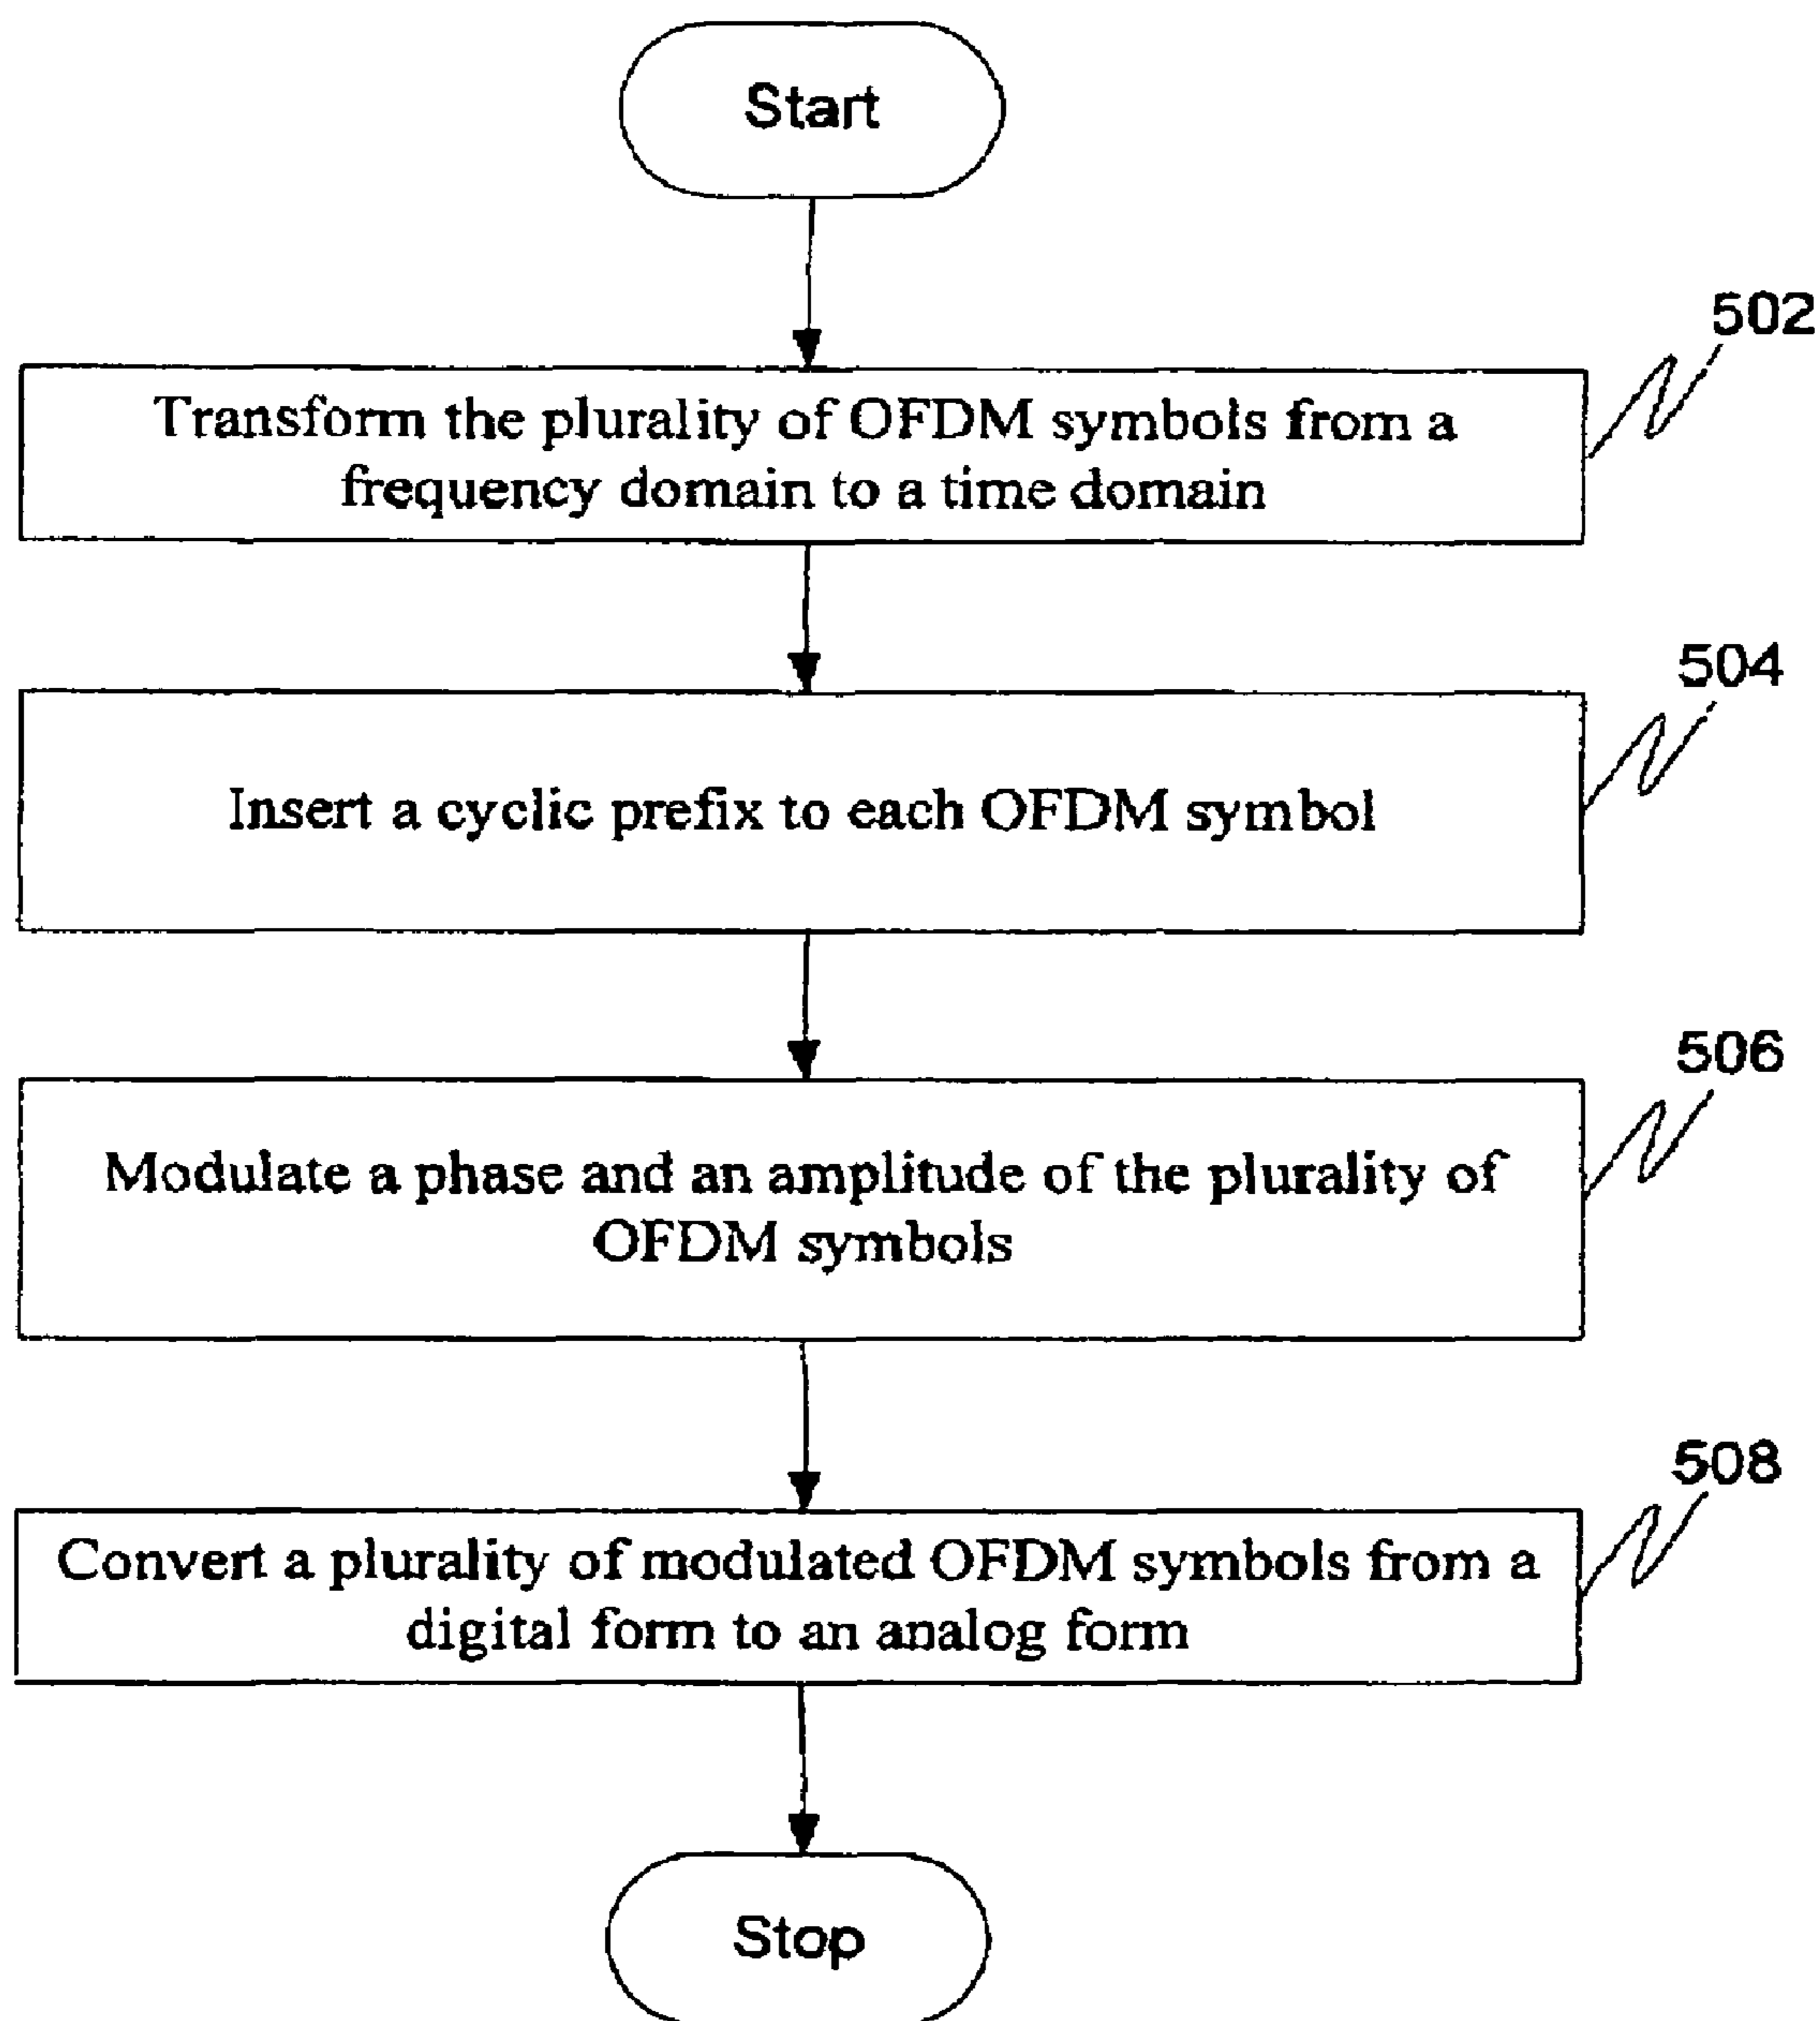 Start
502
Transform the plurality of OFDM symbols from a
frequency domain to a time domain
504
Insert a cyclic prefix to each OFDM symbol
506
Modulate a phase and an amplitude of the plurality of
OFDM symbols
508
Convert a plurality of modulated OFDM symbols from a
digital form to an analog form
Stop